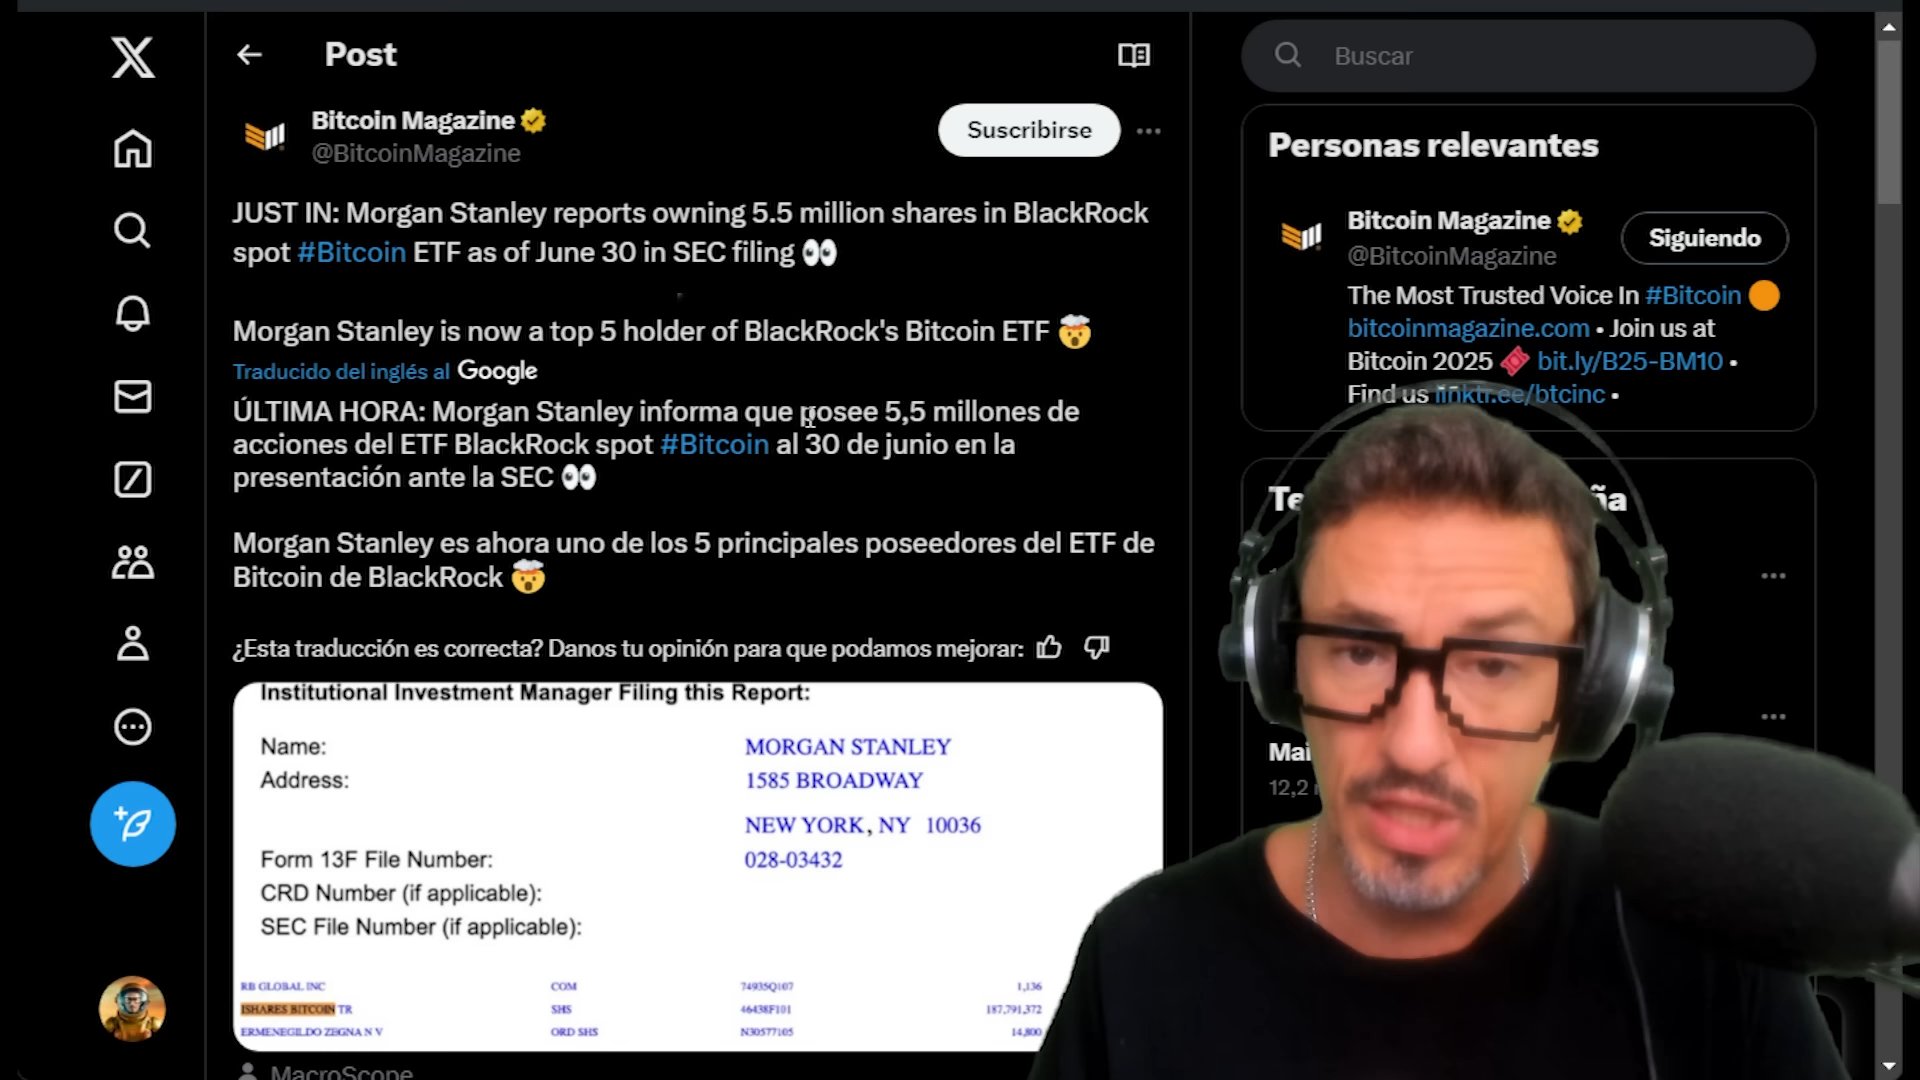 Post
Buscar
Bitcoin Magazine
@BitcoinMagazine
Suscribirse
JUST IN: Morgan Stanley reports owning 5.5 million shares in BlackRock
spot #Bitcoin ETF as of June 30 in SEC filing 👀
Morgan Stanley is now a top 5 holder of BlackRock's Bitcoin ETF 🤯
Traducido del inglés al Google
ÚLTIMA HORA: Morgan Stanley informa que posee 5,5 millones de
acciones del ETF BlackRock spot #Bitcoin al 30 de junio en la
presentación ante la SEC 👀
Morgan Stanley es ahora uno de los 5 principales poseedores del ETF de
Bitcoin de BlackRock 🤯
¿Esta traducción es correcta? Danos tu opinión para que podamos mejorar:
Institutional Investment Manager Filing this Report:
Name: MORGAN STANLEY
Address: 1585 BROADWAY
NEW YORK, NY 10036
Form 13F File Number: 028-03432
CRD Number (if applicable):
SEC File Number (if applicable):
RB GLOBAL INC COM 74935Q107 1,136
ISHARES BITCOIN TR SHS 46438F101 187,791,372
ERMENEGILDO ZEGNA N V ORD SHS N30577105 14,800
MacroScope
Personas relevantes
Bitcoin Magazine
@BitcoinMagazine
Siguiendo
The Most Trusted Voice In #Bitcoin 🟠
bitcoinmagazine.com • Join us at
Bitcoin 2025 🎟️ bit.ly/B25-BM10 •
Find us linktr.ee/btcinc •
12,2